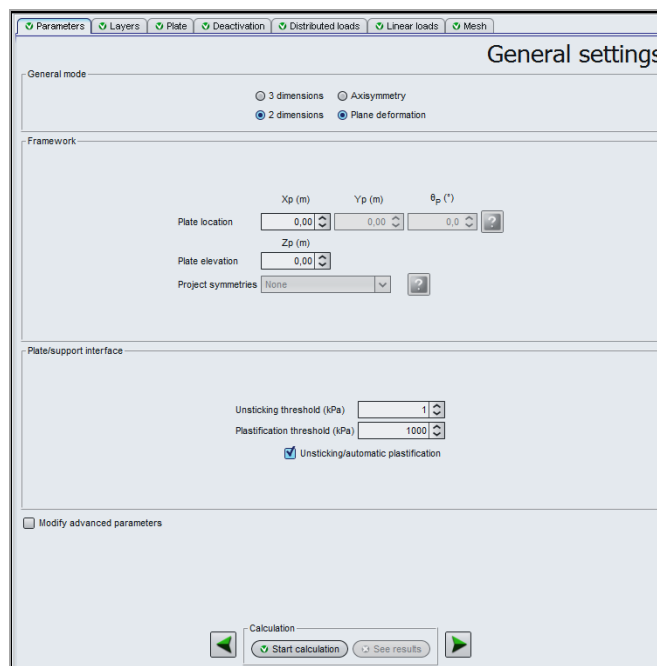 Parameters Layers Plate Deactivation Distributed loads Linear loads Mesh
General settings
General mode
3 dimensions Axisymmetry
2 dimensions Plane deformation
Framework
Xp (m) Yp (m) θp (°)
Plate location 0,00 0,00 0,0 ?
Zp (m)
Plate elevation 0,00
Project symmetries None ?
Plate/support interface
Unsticking threshold (kPa) 1
Plastification threshold (kPa) 1000
Unsticking/automatic plastification
Modify advanced parameters
Calculation
Start calculation See results